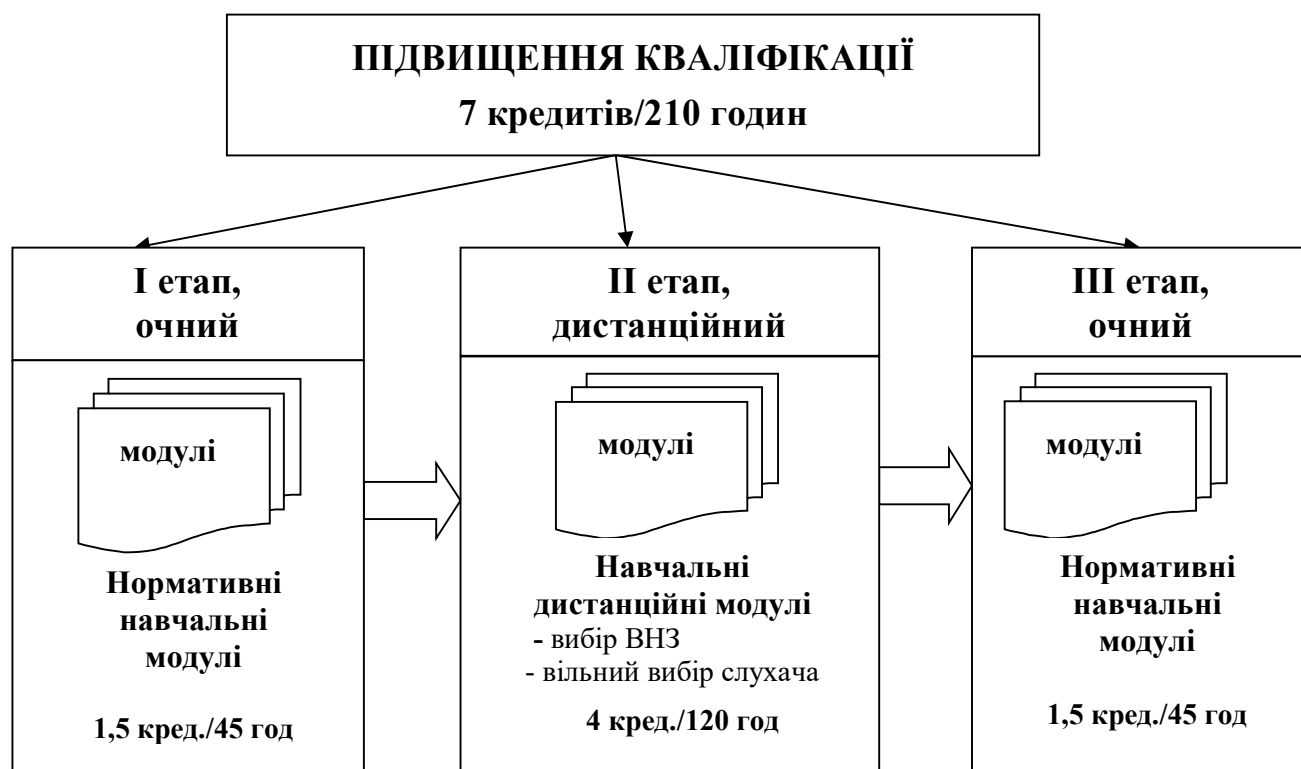 ПІДВИЩЕННЯ КВАЛІФІКАЦІЇ
7 кредитів/210 годин
І етап,
очний
модулі
Нормативні
навчальні
модулі
1,5 кред./45 год
ІІ етап,
дистанційний
модулі
Навчальні
дистанційні модулі
- вибір ВНЗ
- вільний вибір слухача
4 кред./120 год
ІІІ етап,
очний
модулі
Нормативні
навчальні
модулі
1,5 кред./45 год